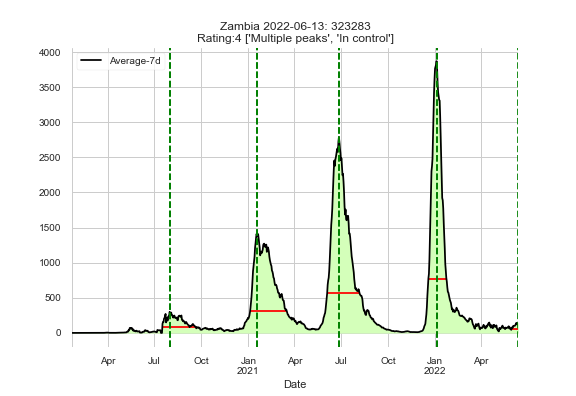 Zambia 2022-06-13: 323283
Rating:4 ['Multiple peaks', 'In control']
Average-7d
4000
3500
3000
2500
2000
1500
1000
500
0
Apr Jul Oct Jan Apr Jul Oct Jan Apr
2021 2022
Date